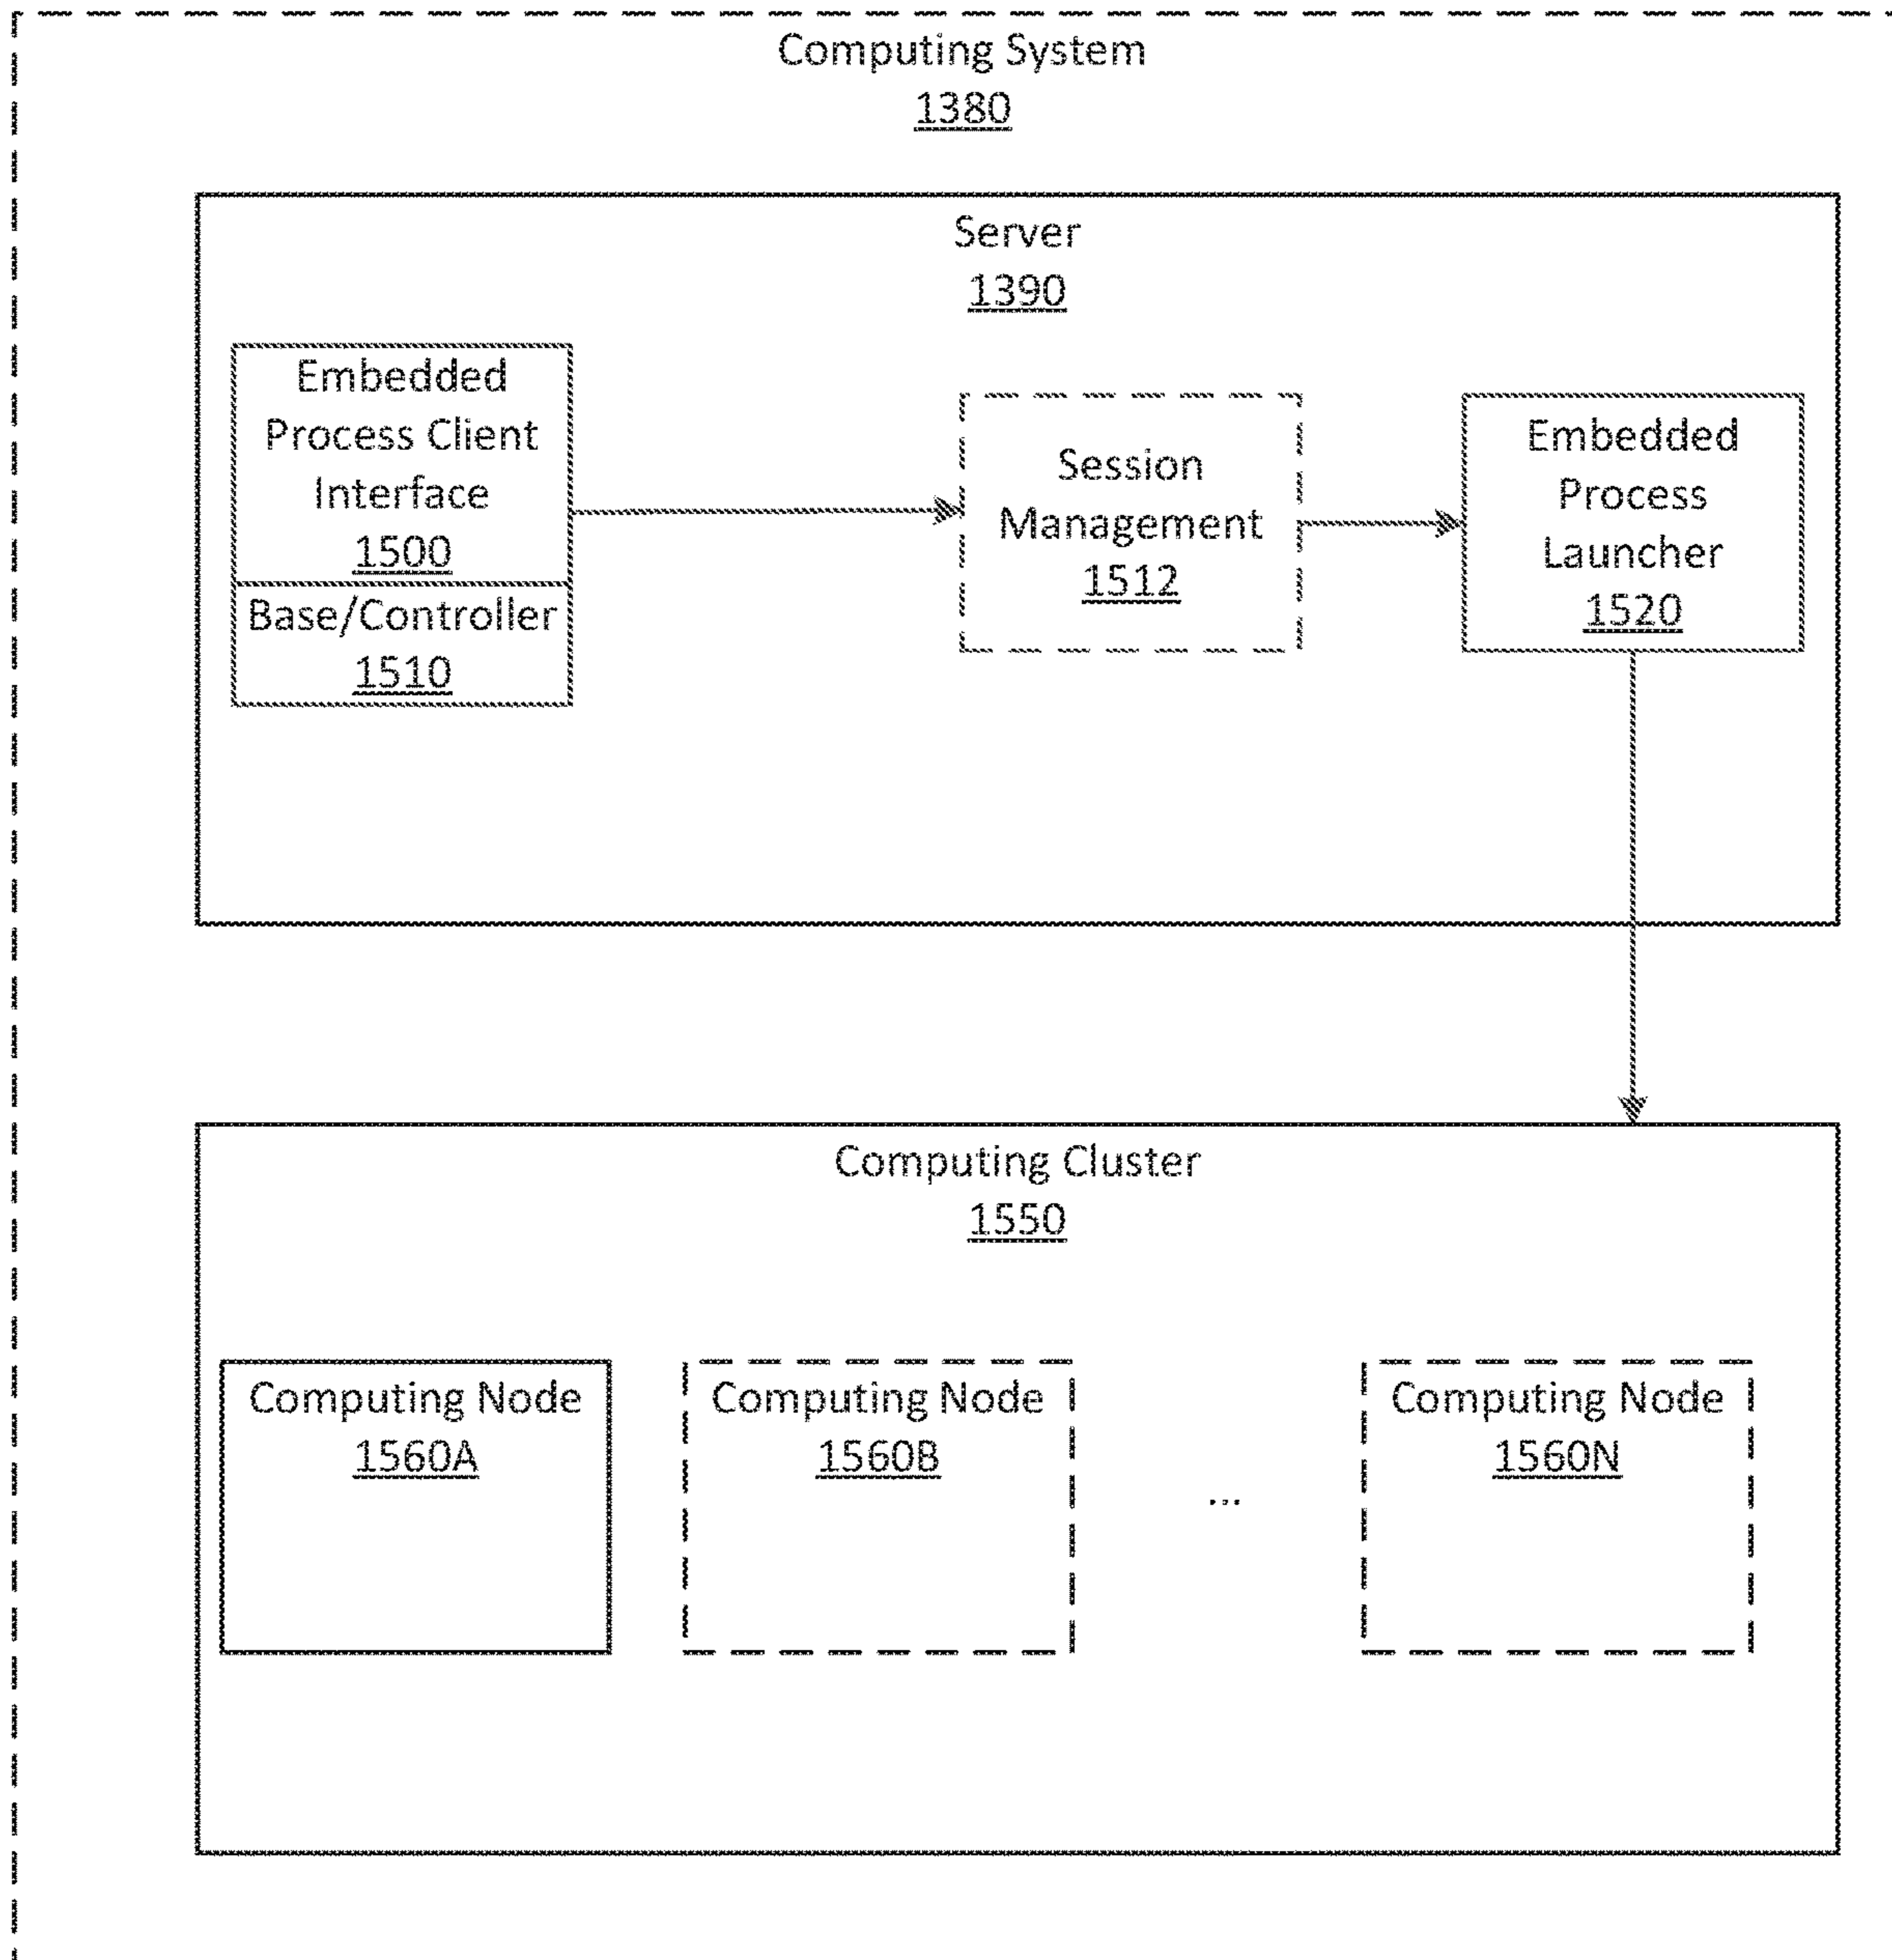 Computing System
1380
Server
1390
Embedded
Process Client
Interface
1500
Base/Controller
1510
Session
Management
1512
Embedded
Process
Launcher
1520
Computing Cluster
1550
Computing Node
1560A
Computing Node
1560B
...
Computing Node
1560N